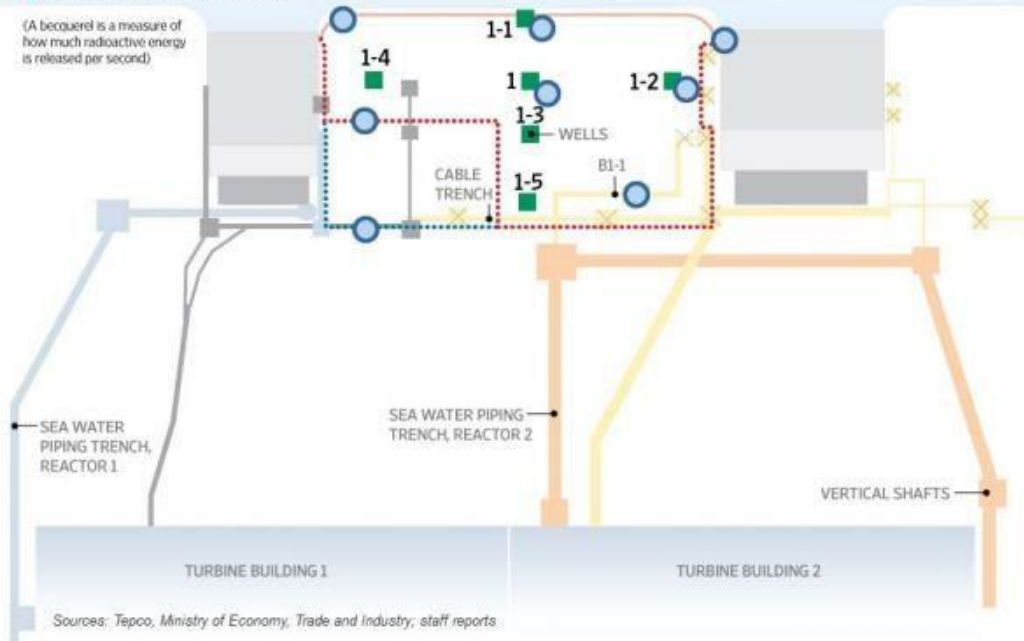 (A becquerel is a measure of
how much radioactive energy
is released per second)
1-1
1-4
1
1-2
1-3
WELLS
B1-1
CABLE
TRENCH
1-5
SEA WATER PIPING
TRENCH, REACTOR 2
SEA WATER
PIPING TRENCH,
REACTOR 1
VERTICAL SHAFTS
TURBINE BUILDING 1
TURBINE BUILDING 2
Sources: Tepco, Ministry of Economy, Trade and Industry; staff reports